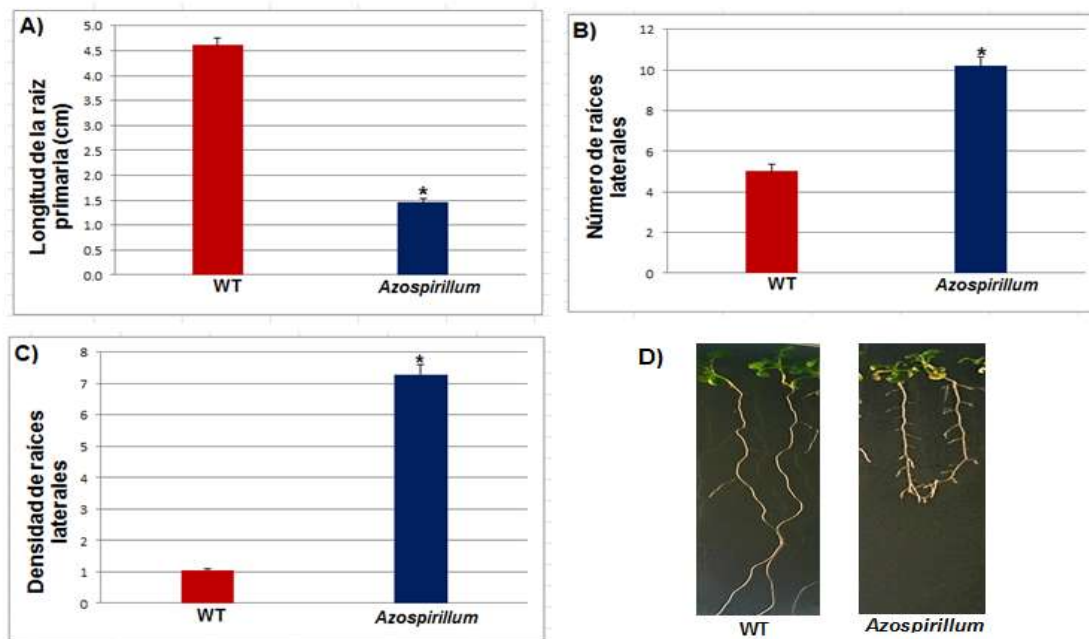 A)
Longitud de la raíz
primaria (cm)
5.0
4.5
4.0
3.5
3.0
2.5
2.0
1.5
1.0
0.5
0.0
*
WT
Azospirillum
B)
Número de raíces
laterales
12
10
8
6
4
2
0
*
WT
Azospirillum
C)
Densidad de raíces
laterales
8
7
6
5
4
3
2
1
0
*
WT
Azospirillum
D)
WT
Azospirillum